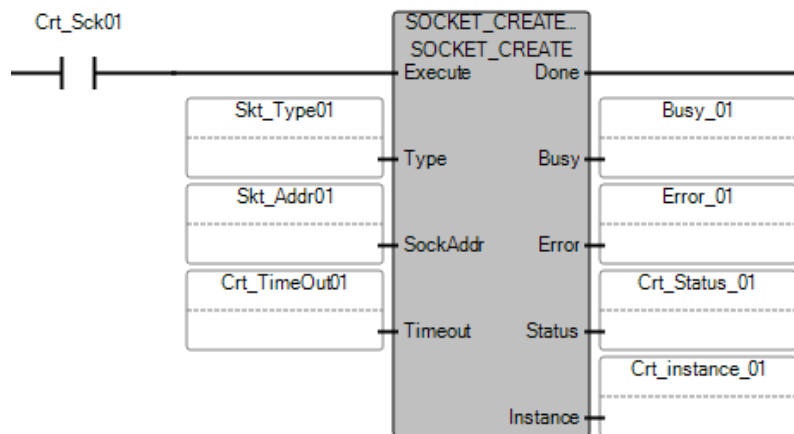 Crt_Sck01
SOCKET_CREATE...
SOCKET_CREATE
Execute Done
Skt_Type01
Busy_01
Type Busy
Skt_Addr01
Error_01
SockAddr Error
Crt_TimeOut01
Crt_Status_01
Timeout Status
Crt_instance_01
Instance